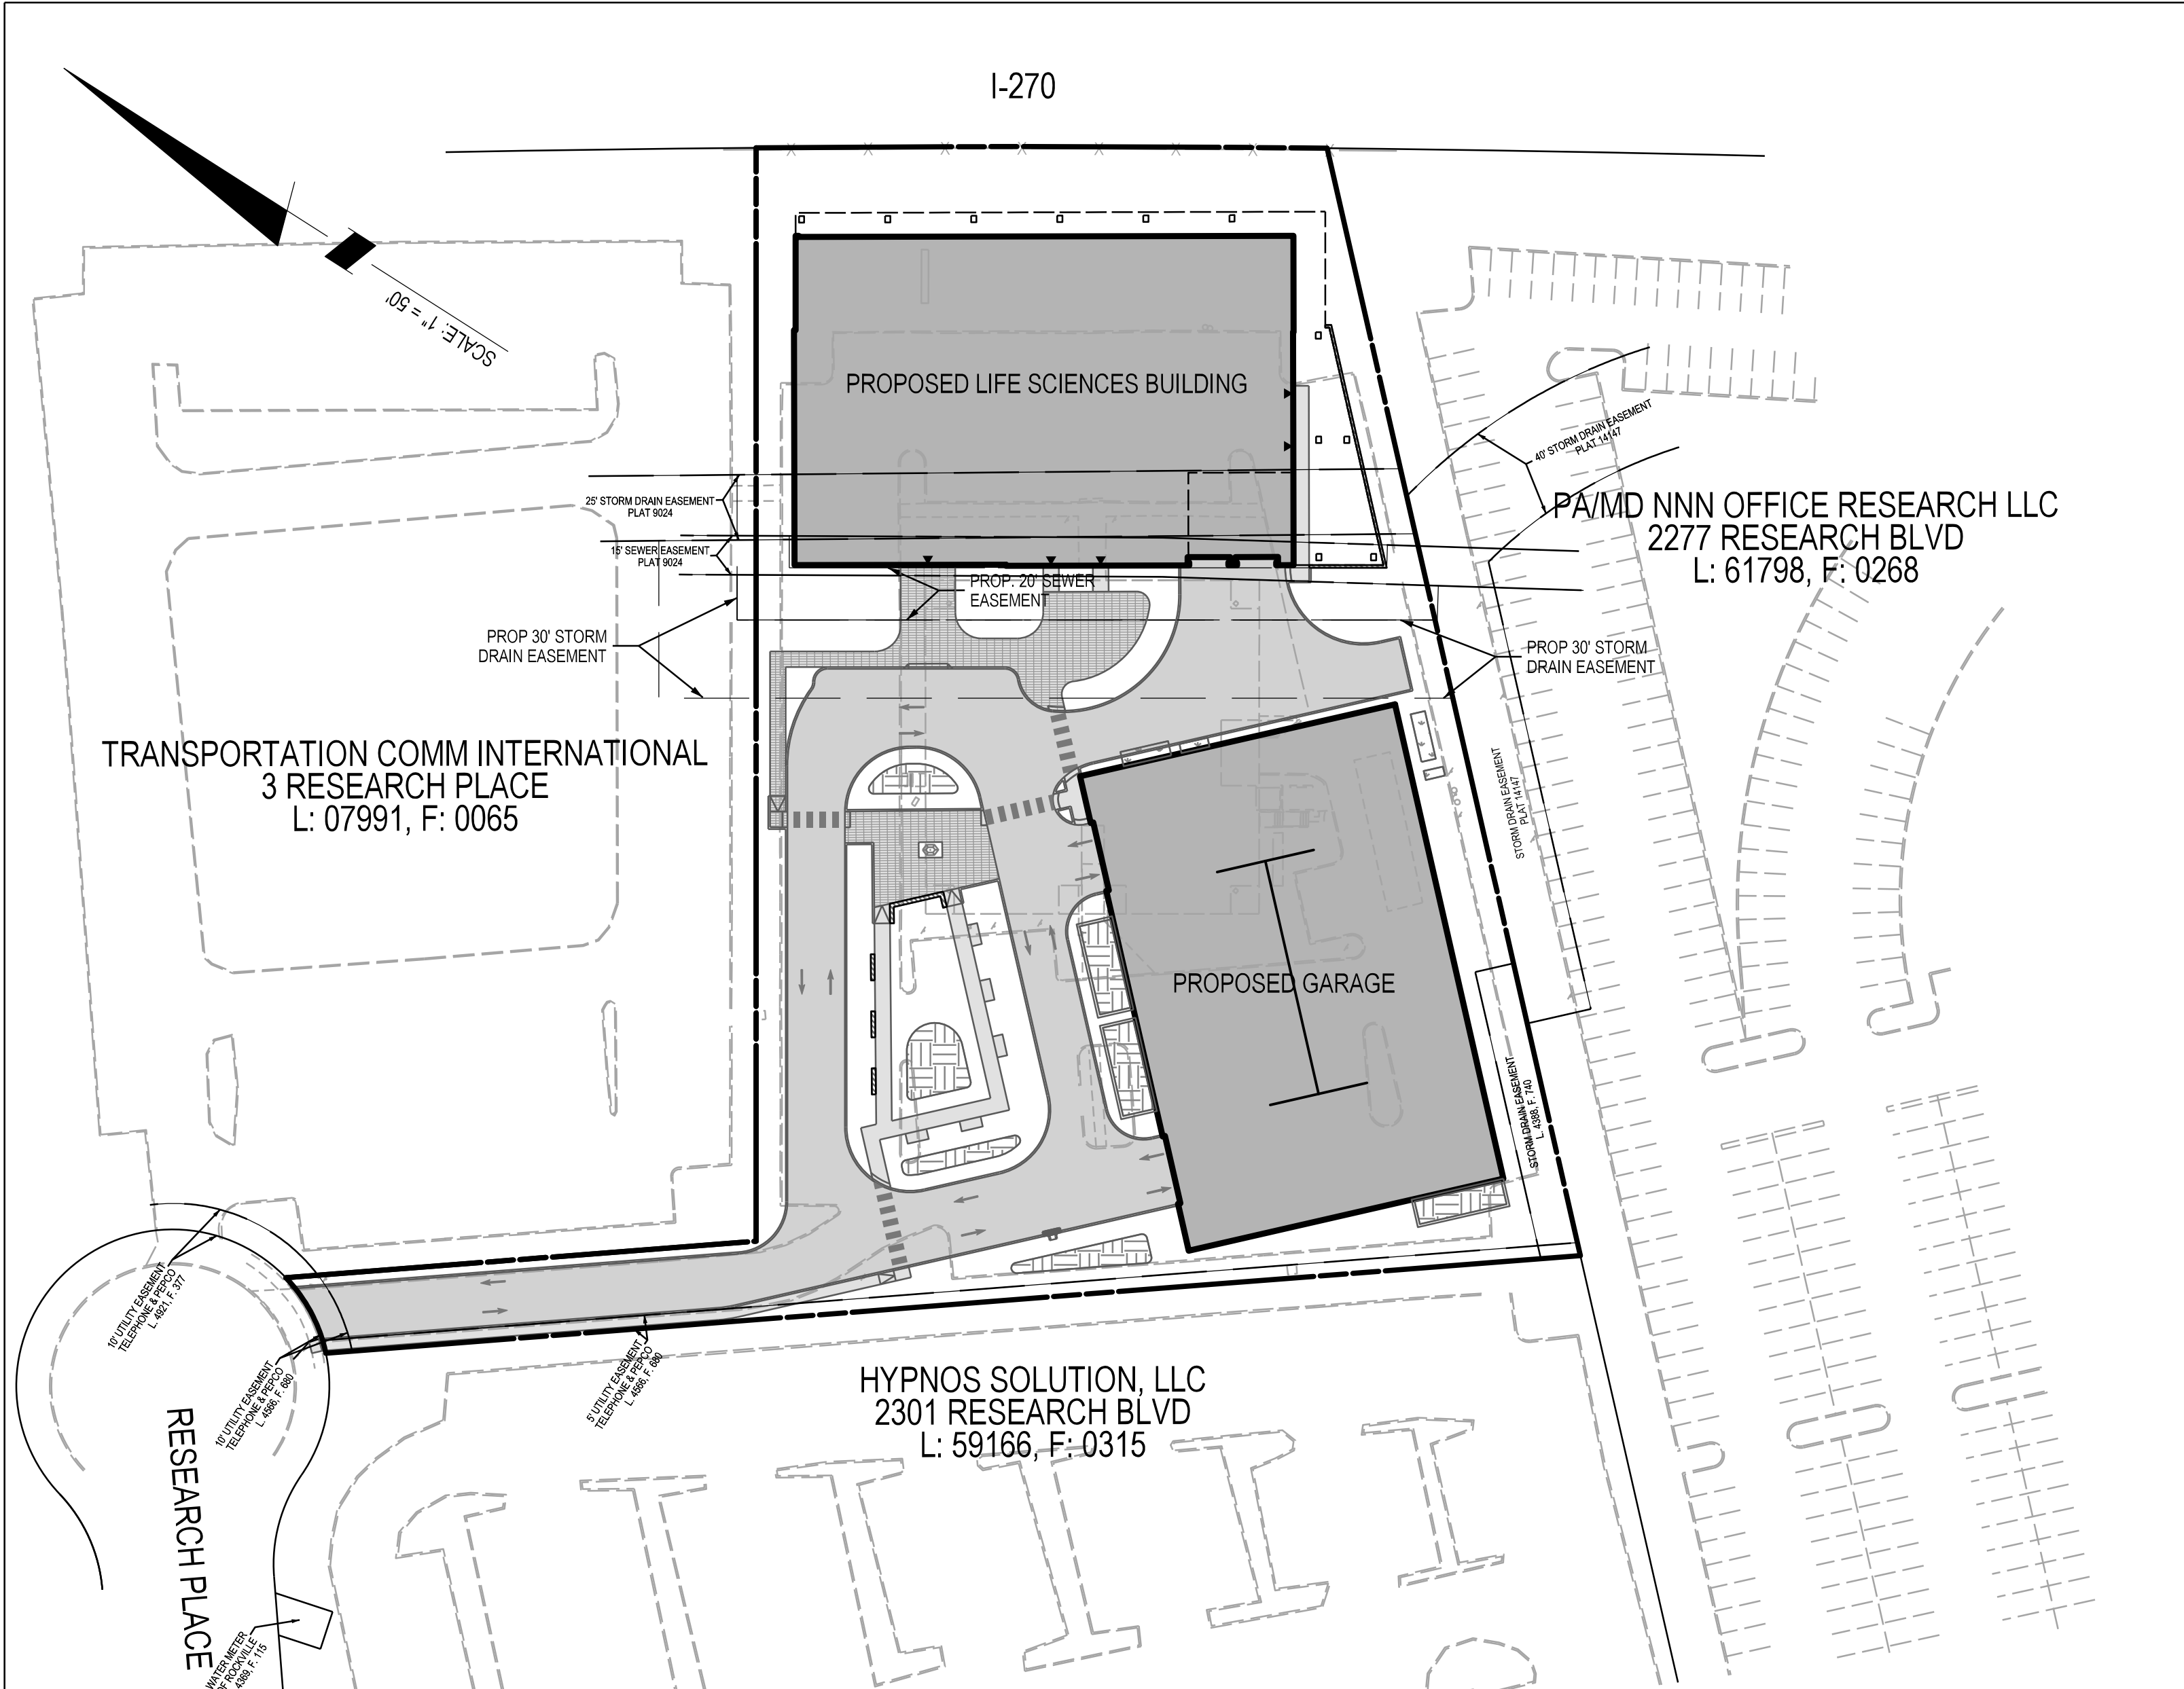 I-270
SCALE: 1" = 50'
PROPOSED LIFE SCIENCES BUILDING
40' STORM DRAIN EASEMENT
PLAT 14147
25' STORM DRAIN EASEMENT
PLAT 9024
PA/MD NNN OFFICE RESEARCH LLC
2277 RESEARCH BLVD
L: 61798, F: 0268
15' SEWER EASEMENT
PLAT 9024
PROP. 20' SEWER
EASEMENT
PROP 30' STORM
DRAIN EASEMENT
PROP 30' STORM
DRAIN EASEMENT
TRANSPORTATION COMM INTERNATIONAL
3 RESEARCH PLACE
L: 07991, F: 0065
STORM DRAIN EASEMENT
PLAT 14147
PROPOSED GARAGE
STORM DRAIN EASEMENT
L. 4388, F. 740
10' UTILITY EASEMENT
TELEPHONE & PEPCO
L. 4921, F. 377
10' UTILITY EASEMENT
TELEPHONE & PEPCO
L. 4566, F. 680
5' UTILITY EASEMENT
TELEPHONE & PEPCO
L. 4566, F. 680
HYPNOS SOLUTION, LLC
2301 RESEARCH BLVD
L: 59166, F: 0315
RESEARCH PLACE
WATER METER
OF ROCKVILLE
4369, F. 115